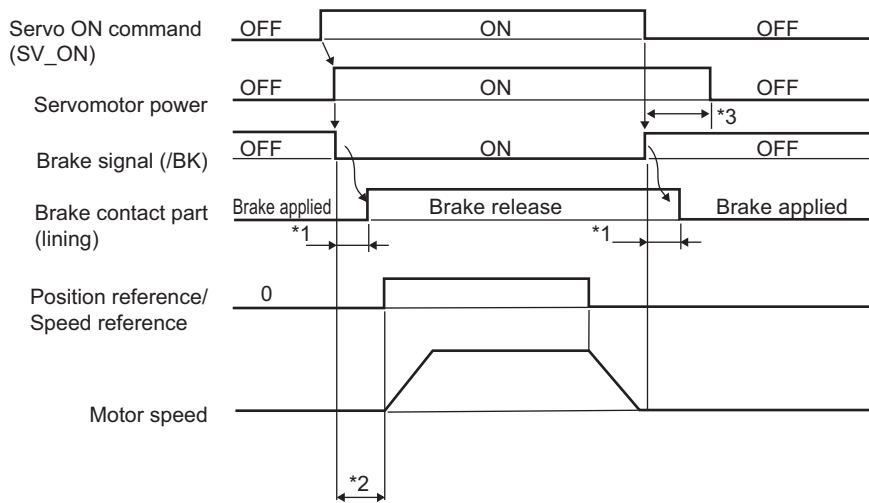 Servo ON command
(SV_ON)
OFF
ON
OFF
Servomotor power
OFF
ON
OFF
*3
Brake signal (/BK)
OFF
ON
OFF
Brake contact part
(lining)
Brake applied
Brake release
Brake applied
*1
*1
Position reference/
Speed reference
0
Motor speed
*2